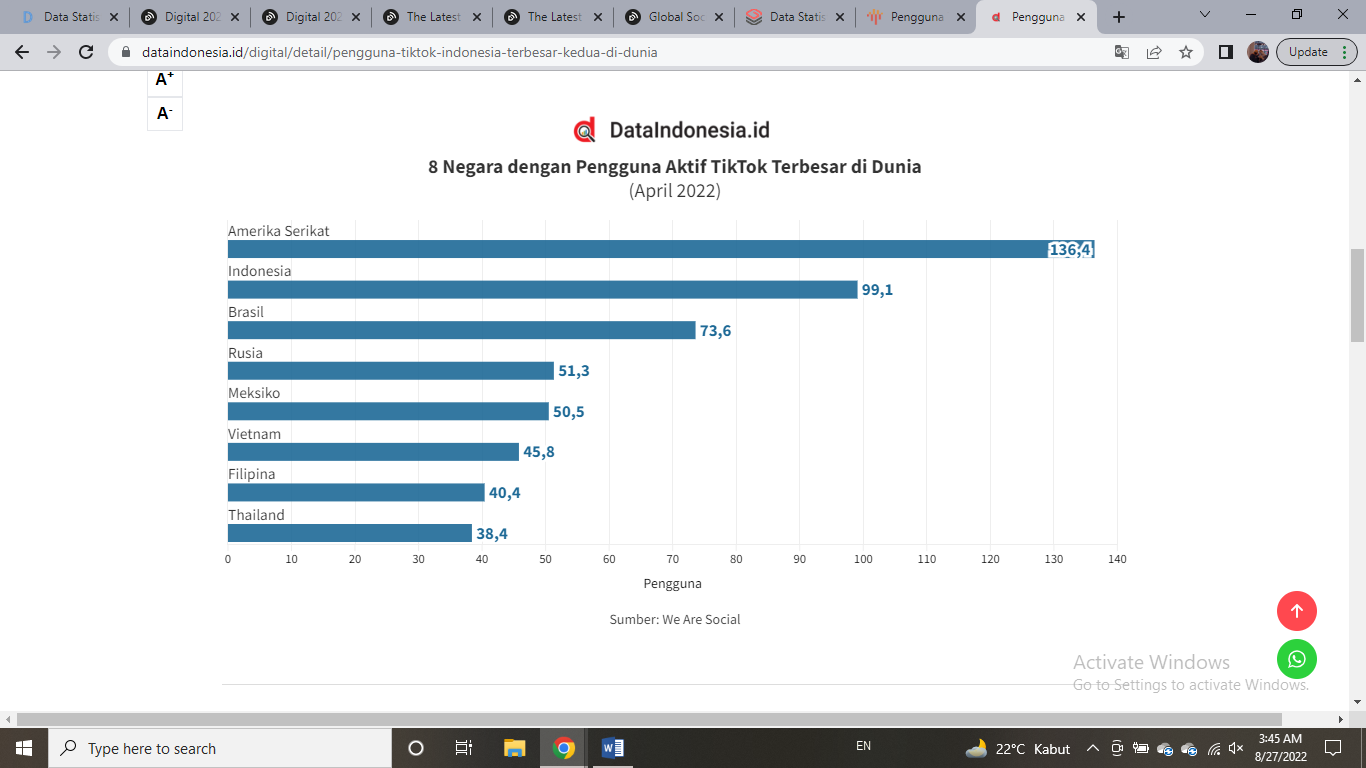 Data Statis
Digital 202
Digital 202
The Latest
The Latest
Global Soc
Data Statis
Pengguna
Pengguna
dataindonesia.id/digital/detail/pengguna-tiktok-indonesia-terbesar-kedua-di-dunia
Update
A+
A-
DataIndonesia.id
8 Negara dengan Pengguna Aktif TikTok Terbesar di Dunia
(April 2022)
Amerika Serikat
136,4
Indonesia
99,1
Brasil
73,6
Rusia
51,3
Meksiko
50,5
Vietnam
45,8
Filipina
40,4
Thailand
38,4
0 10 20 30 40 50 60 70 80 90 100 110 120 130 140
Pengguna
Sumber: We Are Social
Activate Windows
Go to Settings to activate Windows.
Type here to search
EN
22°C Kabut
3:45 AM
8/27/2022